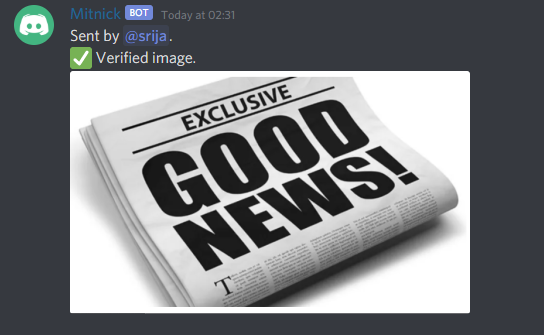 Mitnick BOT Today at 02:31
Sent by @srija.
✅ Verified image.
EXCLUSIVE
GOOD
NEWS!